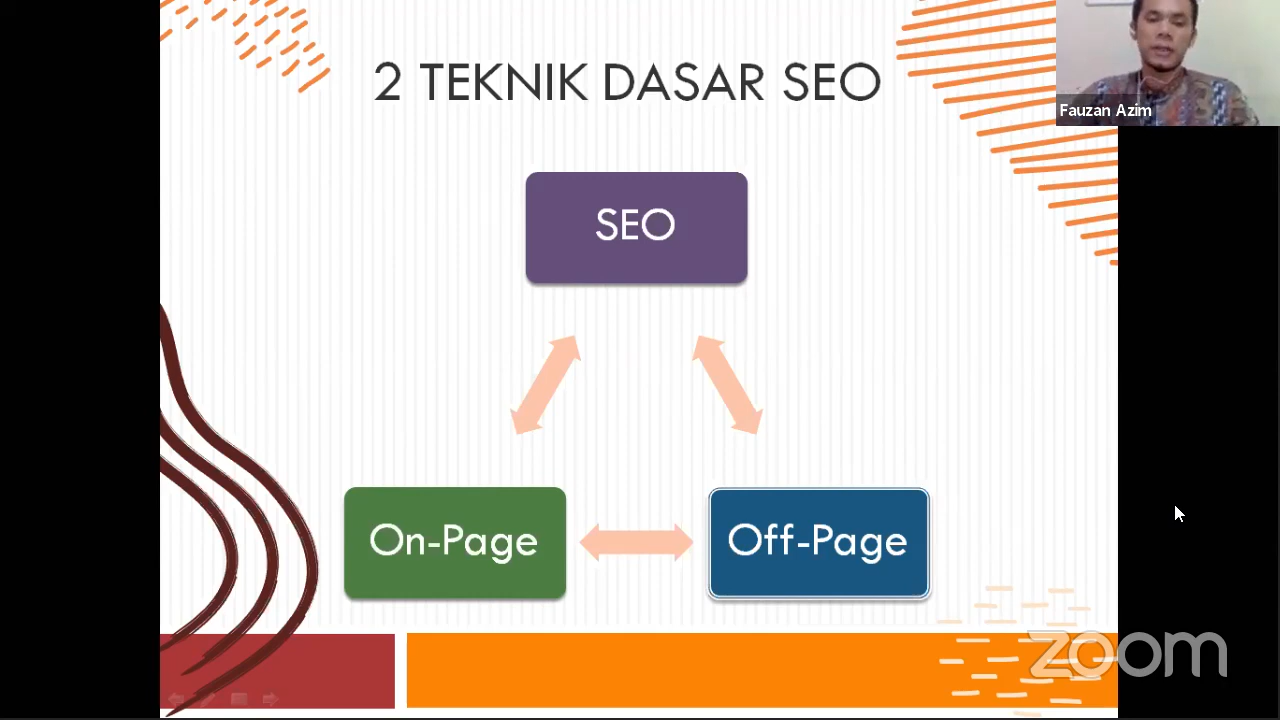 2 TEKNIK DASAR SEO
Fauzan Azim
SEO
On-Page
Off-Page
zoom